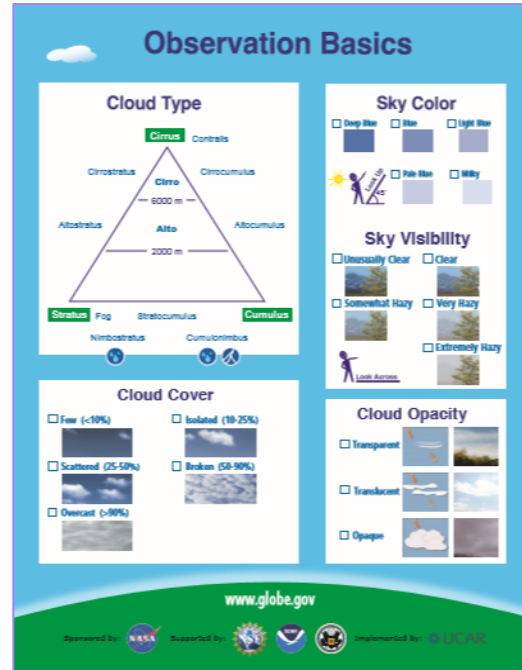 Observation Basics
Cloud Type
Cirrus
Contrails
Cirrostratus
Cirro
Cirrocumulus
6000 m
Altostratus
Alto
Altocumulus
2000 m
Stratus
Fog
Stratocumulus
Cumulus
Nimbostratus
Cumulonimbus
Sky Color
Deep Blue
Blue
Light Blue
Look Up
45°
Pale Blue
Milky
Sky Visibility
Unusually Clear
Clear
Somewhat Hazy
Very Hazy
Extremely Hazy
Look Across
Cloud Cover
Few (<10%)
Isolated (10-25%)
Scattered (25-50%)
Broken (50-90%)
Overcast (>90%)
Cloud Opacity
Transparent
Translucent
Opaque
www.globe.gov
Sponsored by:
NASA
Supported by:
NSF
Implemented by:
UCAR